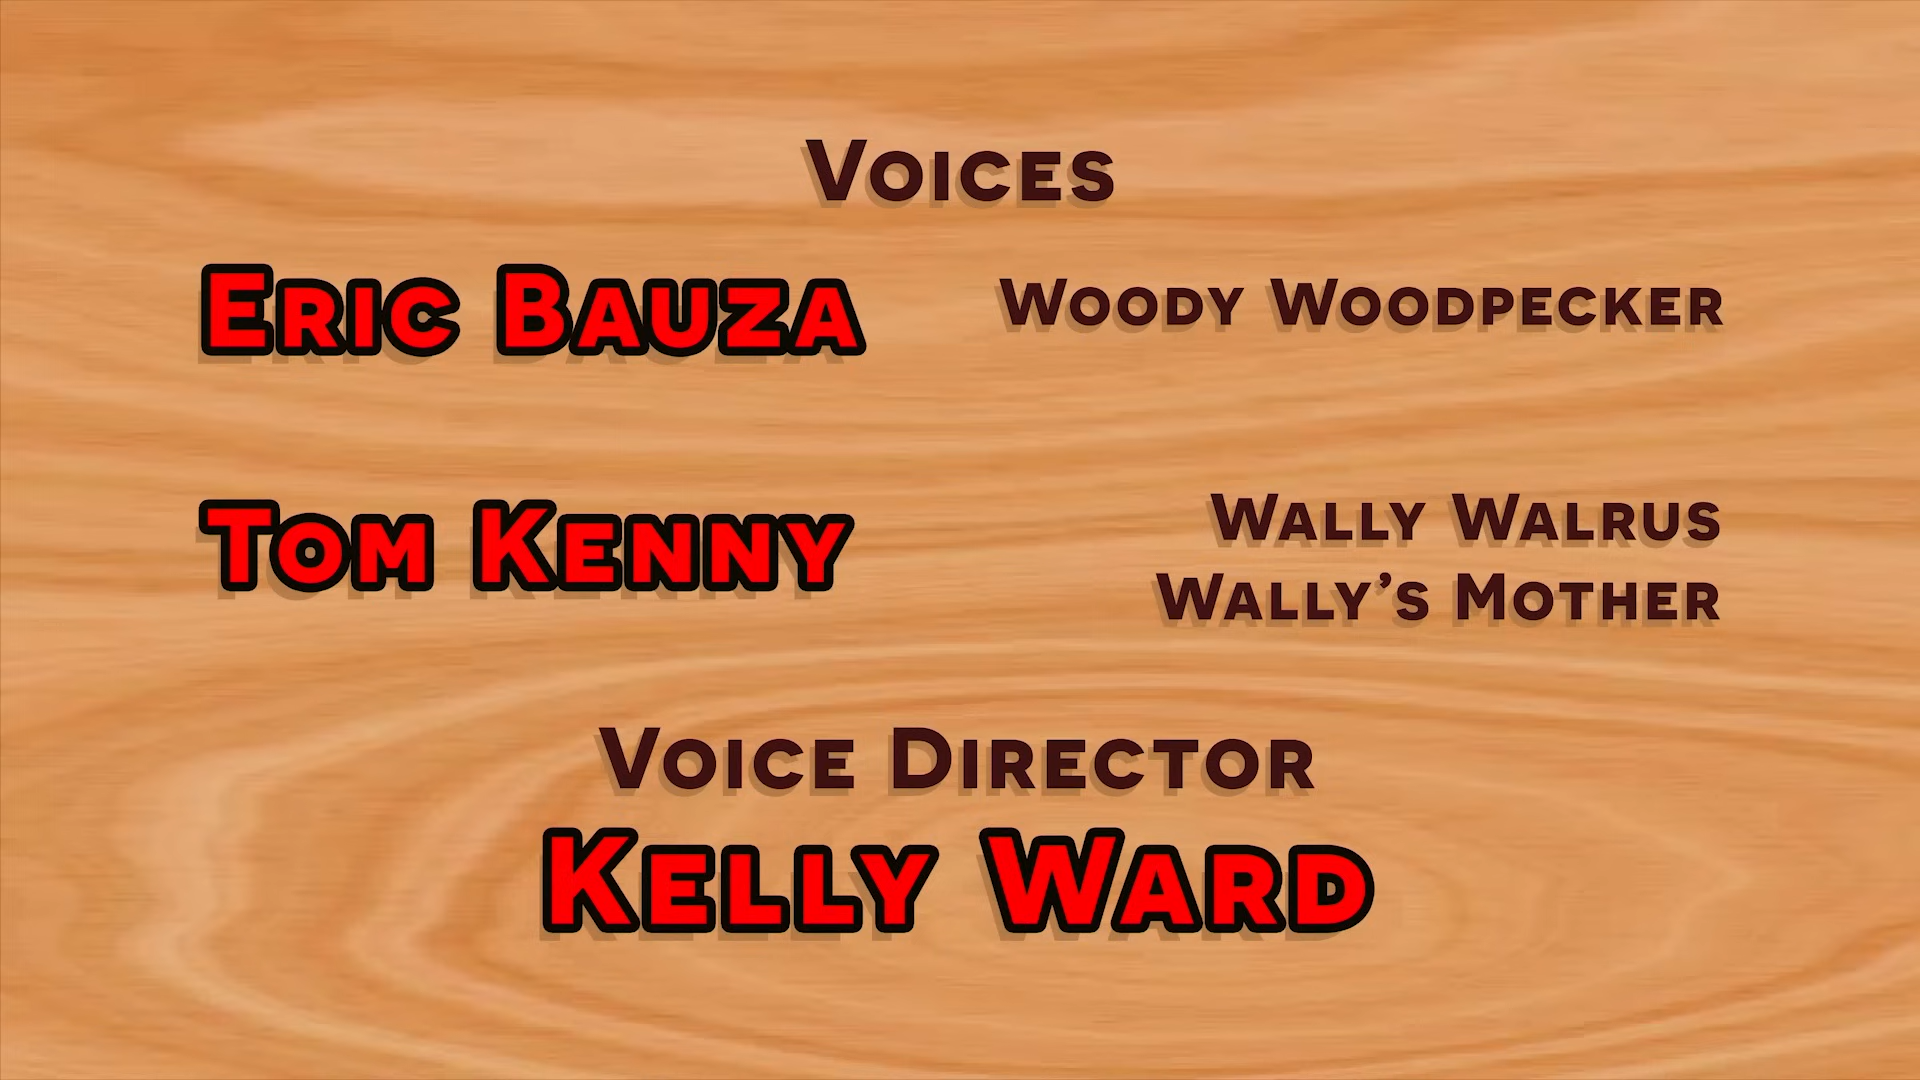 Voices
Eric Bauza Woody Woodpecker
Tom Kenny Wally Walrus
Wally's Mother
Voice Director
Kelly Ward